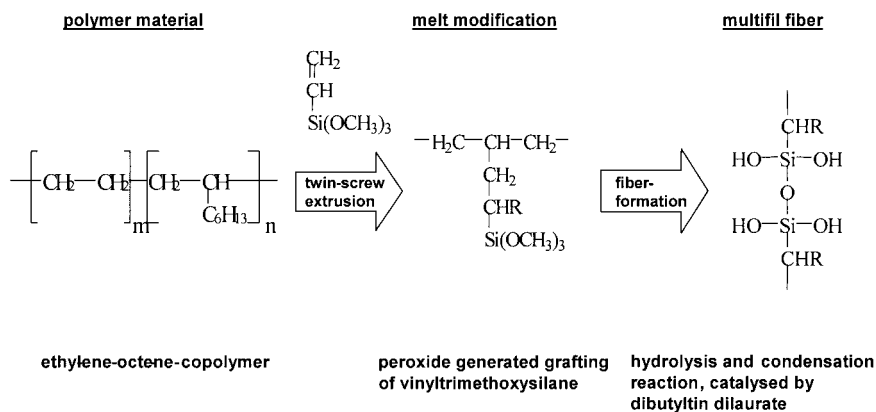 polymer material
melt modification
multifil fiber
CH2
CH
Si(OCH3)3
CH2 CH2 CH2 CH
C6H13
m n
twin-screw
extrusion
H2C CH CH2
CH2
CHR
Si(OCH3)3
fiber-
formation
CHR
HO Si OH
O
HO Si OH
CHR
ethylene-octene-copolymer
peroxide generated grafting
of vinyltrimethoxysilane
hydrolysis and condensation
reaction, catalysed by
dibutyltin dilaurate